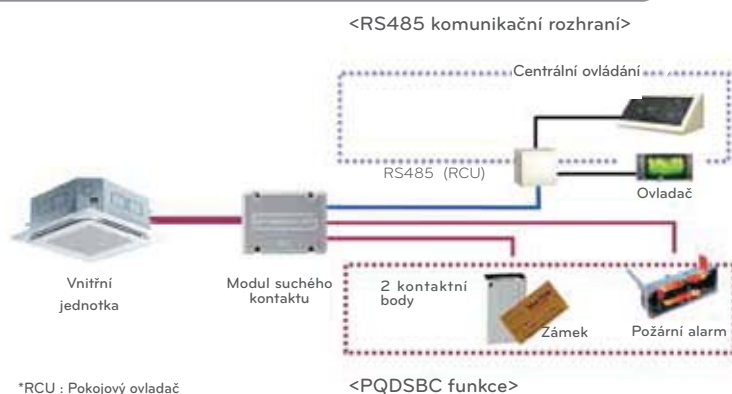 <RS485 komunikační rozhraní>
Centrální ovládání
RS485 (RCU)
Ovladač
Vnitřní
jednotka
Modul suchého
kontaktu
2 kontaktní
body
Zámek
Požární alarm
*RCU : Pokojový ovladač
<PQDSBC funkce>